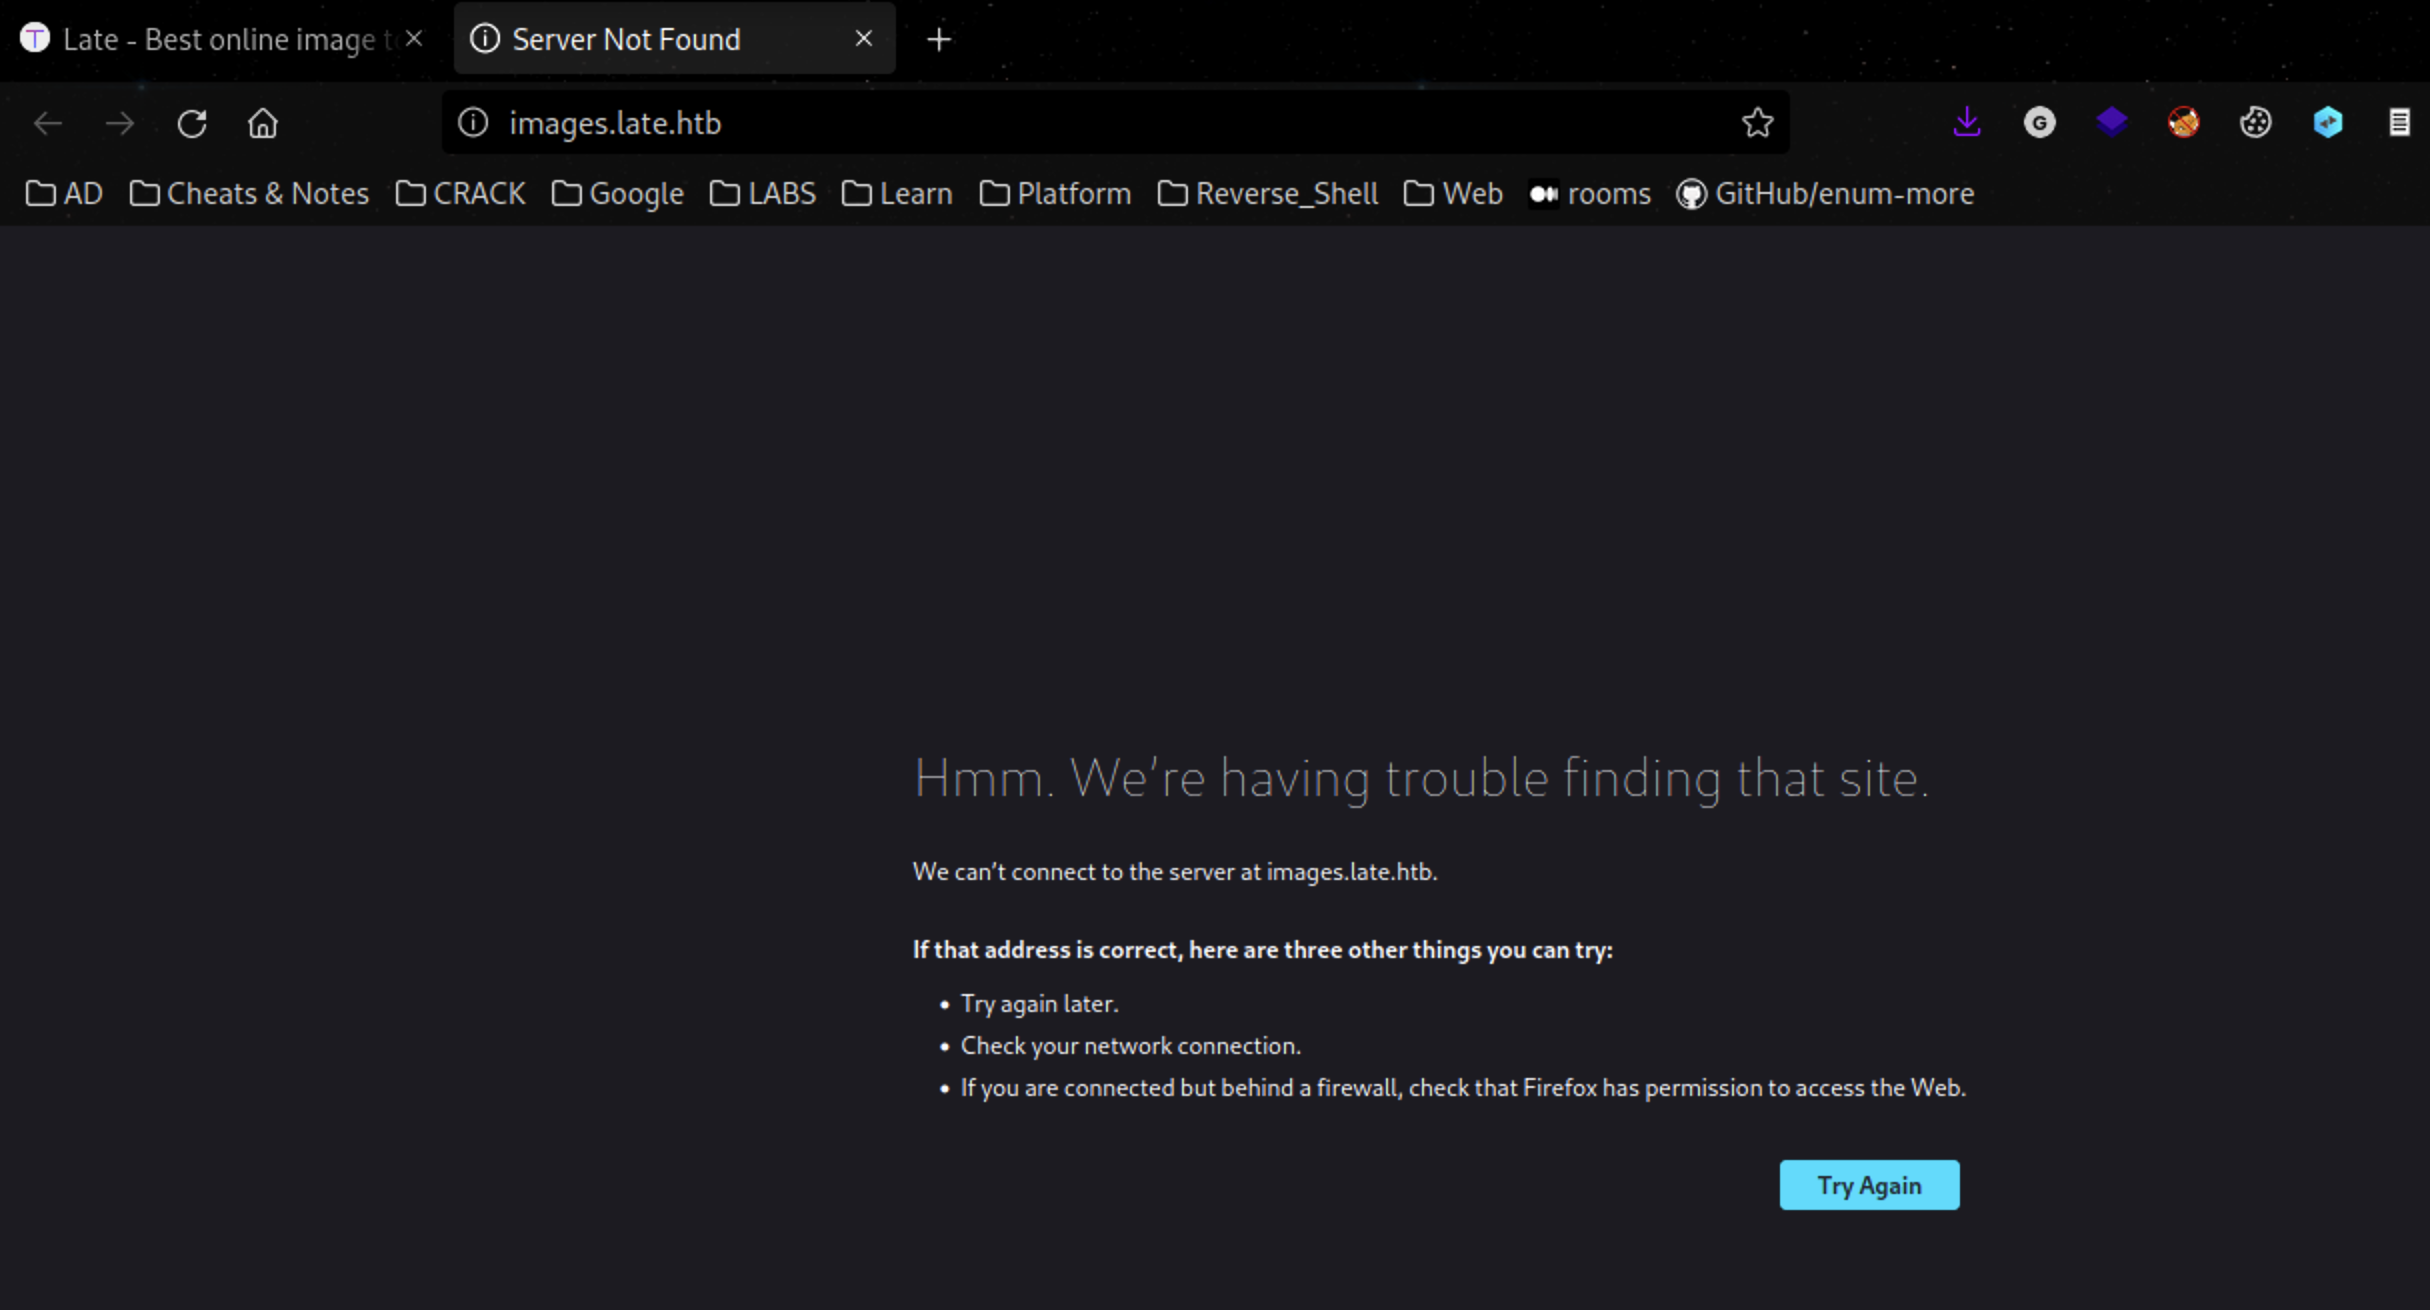 Late - Best online image t
Server Not Found
images.late.htb
AD Cheats & Notes CRACK Google LABS Learn Platform Reverse_Shell Web rooms GitHub/enum-more
Hmm. We're having trouble finding that site.
We can't connect to the server at images.late.htb.
If that address is correct, here are three other things you can try:
• Try again later.
• Check your network connection.
• If you are connected but behind a firewall, check that Firefox has permission to access the Web.
Try Again